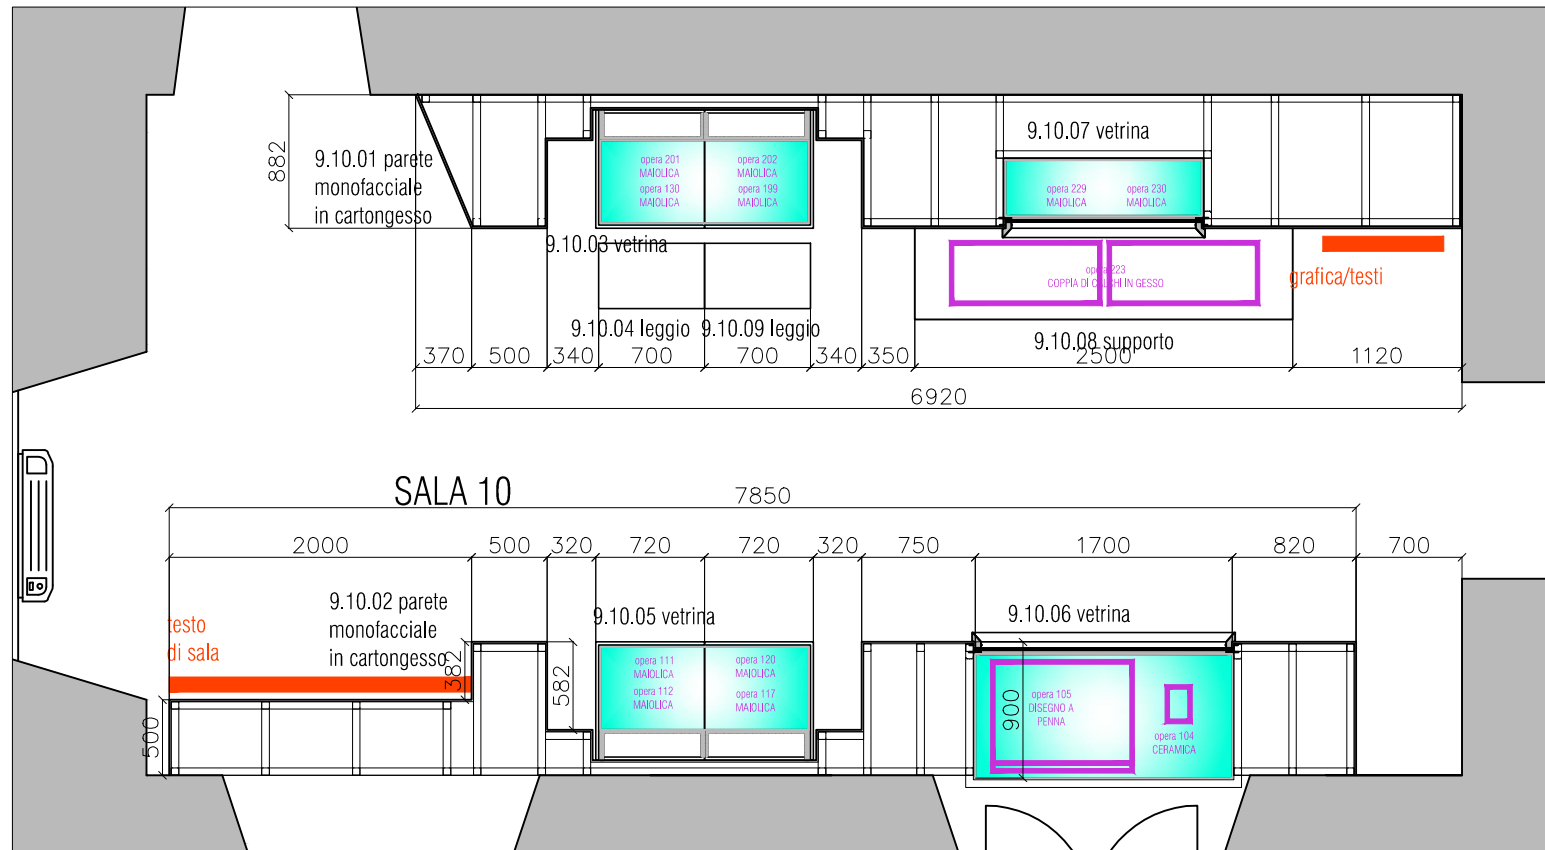 9.10.07 vetrina
882
9.10.01 parete
monofacciale
in cartongesso
opera 201
MAIOLICA
opera 130
MAIOLICA
opera 202
MAIOLICA
opera 199
MAIOLICA
opera 229
MAIOLICA
opera 230
MAIOLICA
9.10.03 vetrina
opera 223
COPPIA DI CALCHI IN GESSO
grafica/testi
9.10.04 leggio
9.10.09 leggio
9.10.08 supporto
370
500
340
700
700
340
350
2500
1120
6920
SALA 10
7850
2000
500
320
720
720
320
750
1700
820
700
testo
di sala
9.10.02 parete
monofacciale
in cartongesso
9.10.05 vetrina
9.10.06 vetrina
382
582
900
500
opera 111
MAIOLICA
opera 112
MAIOLICA
opera 120
MAIOLICA
opera 117
MAIOLICA
opera 105
DISEGNO A
PENNA
opera 104
CERAMICA